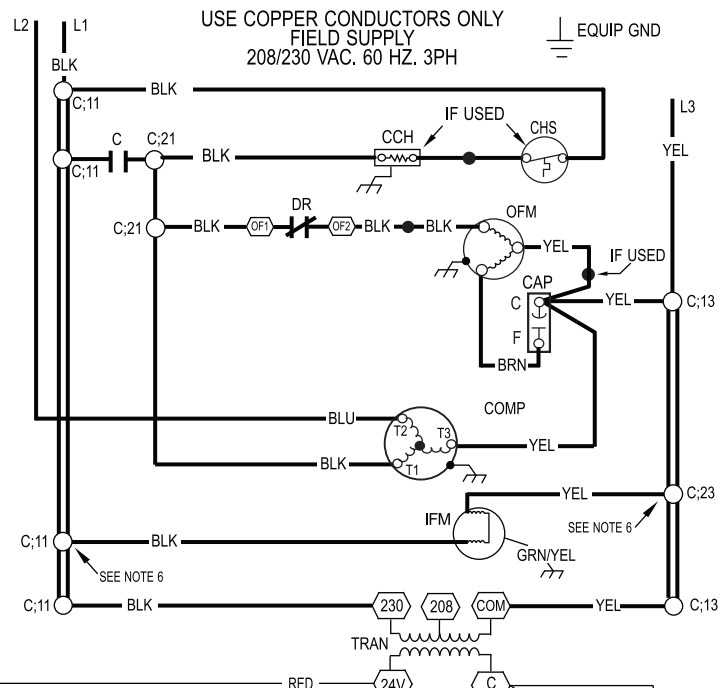 L2
L1
USE COPPER CONDUCTORS ONLY
FIELD SUPPLY
208/230 VAC. 60 HZ. 3PH
EQUIP GND
BLK
C;11
BLK
L3
IF USED
CCH
CHS
C
C;21
C;11
BLK
YEL
DR
OFM
C;21
BLK
OF1
OF2
BLK
BLK
YEL
IF USED
CAP
C
YEL
C;13
F
BRN
COMP
BLU
T2
T3
YEL
BLK
T1
YEL
C;23
IFM
SEE NOTE 6
C;11
BLK
GRN/YEL
SEE NOTE 6
C;11
BLK
230
208
COM
YEL
C;13
TRAN
RED
24V
C